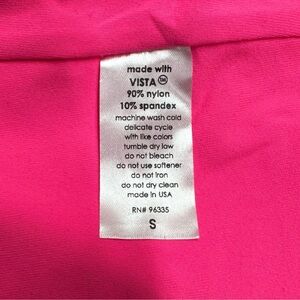 made with
VISTA™
90% nylon
10% spandex
machine wash cold
delicate cycle
with like colors
tumble dry low
do not bleach
do not use softener
do not iron
do not dry clean
made in USA
RN# 96335
S